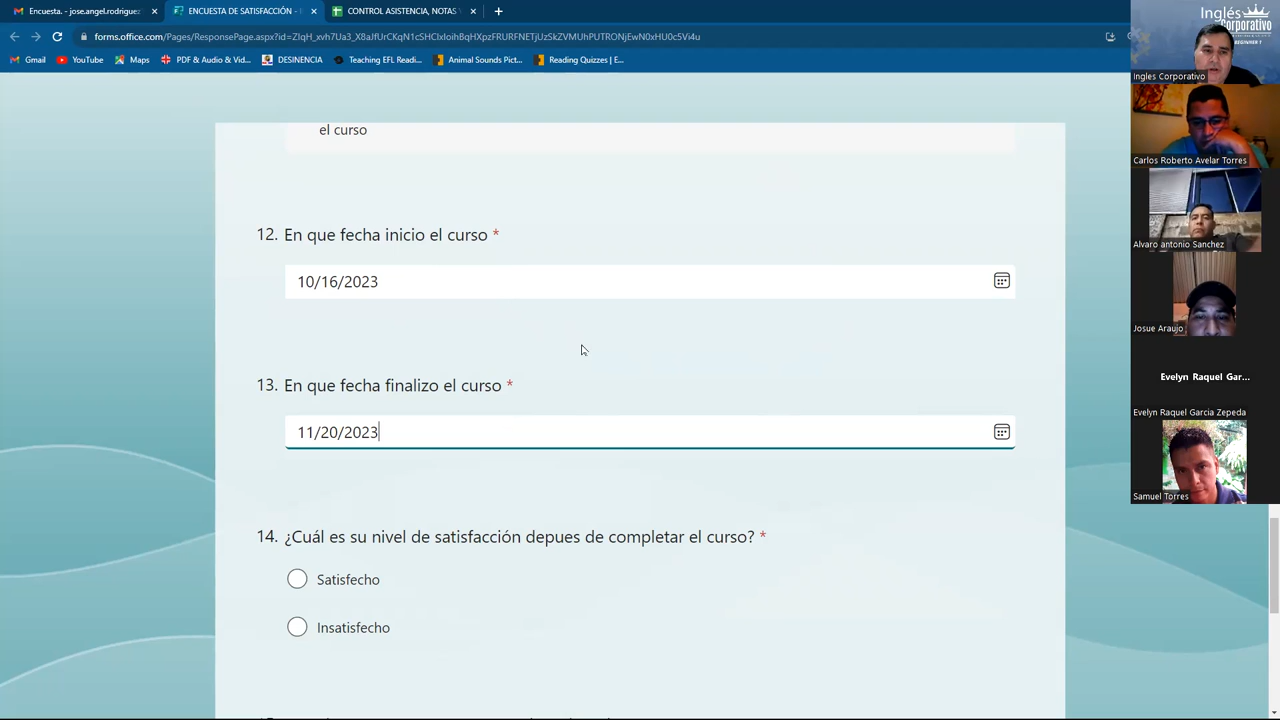 Encuesta. - jose.angel.rodriguez
ENCUESTA DE SATISFACCIÓN -
CONTROL ASISTENCIA, NOTAS Y
forms.office.com/Pages/ResponsePage.aspx?id=ZIqH_xvh7Ua3_X8aJfUrCKqN1cSHCIxIoihBqHXpzFRURFNETjUzSkZVMUhPUTRONjEwN0xHU0c5Vi4u
Gmail
YouTube
Maps
PDF & Audio & Vid...
DESINENCIA
Teaching EFL Readi...
Animal Sounds Pict...
Reading Quizzes | E...
el curso
12. En que fecha inicio el curso *
10/16/2023
13. En que fecha finalizo el curso *
11/20/2023
14. ¿Cuál es su nivel de satisfacción depues de completar el curso? *
Satisfecho
Insatisfecho
Inglés
Corporativo
BEGINNER 1
Ingles Corporativo
Carlos Roberto Avelar Torres
Alvaro antonio Sanchez
Josue Araujo
Evelyn Raquel Gar...
Evelyn Raquel Garcia Zepeda
Samuel Torres